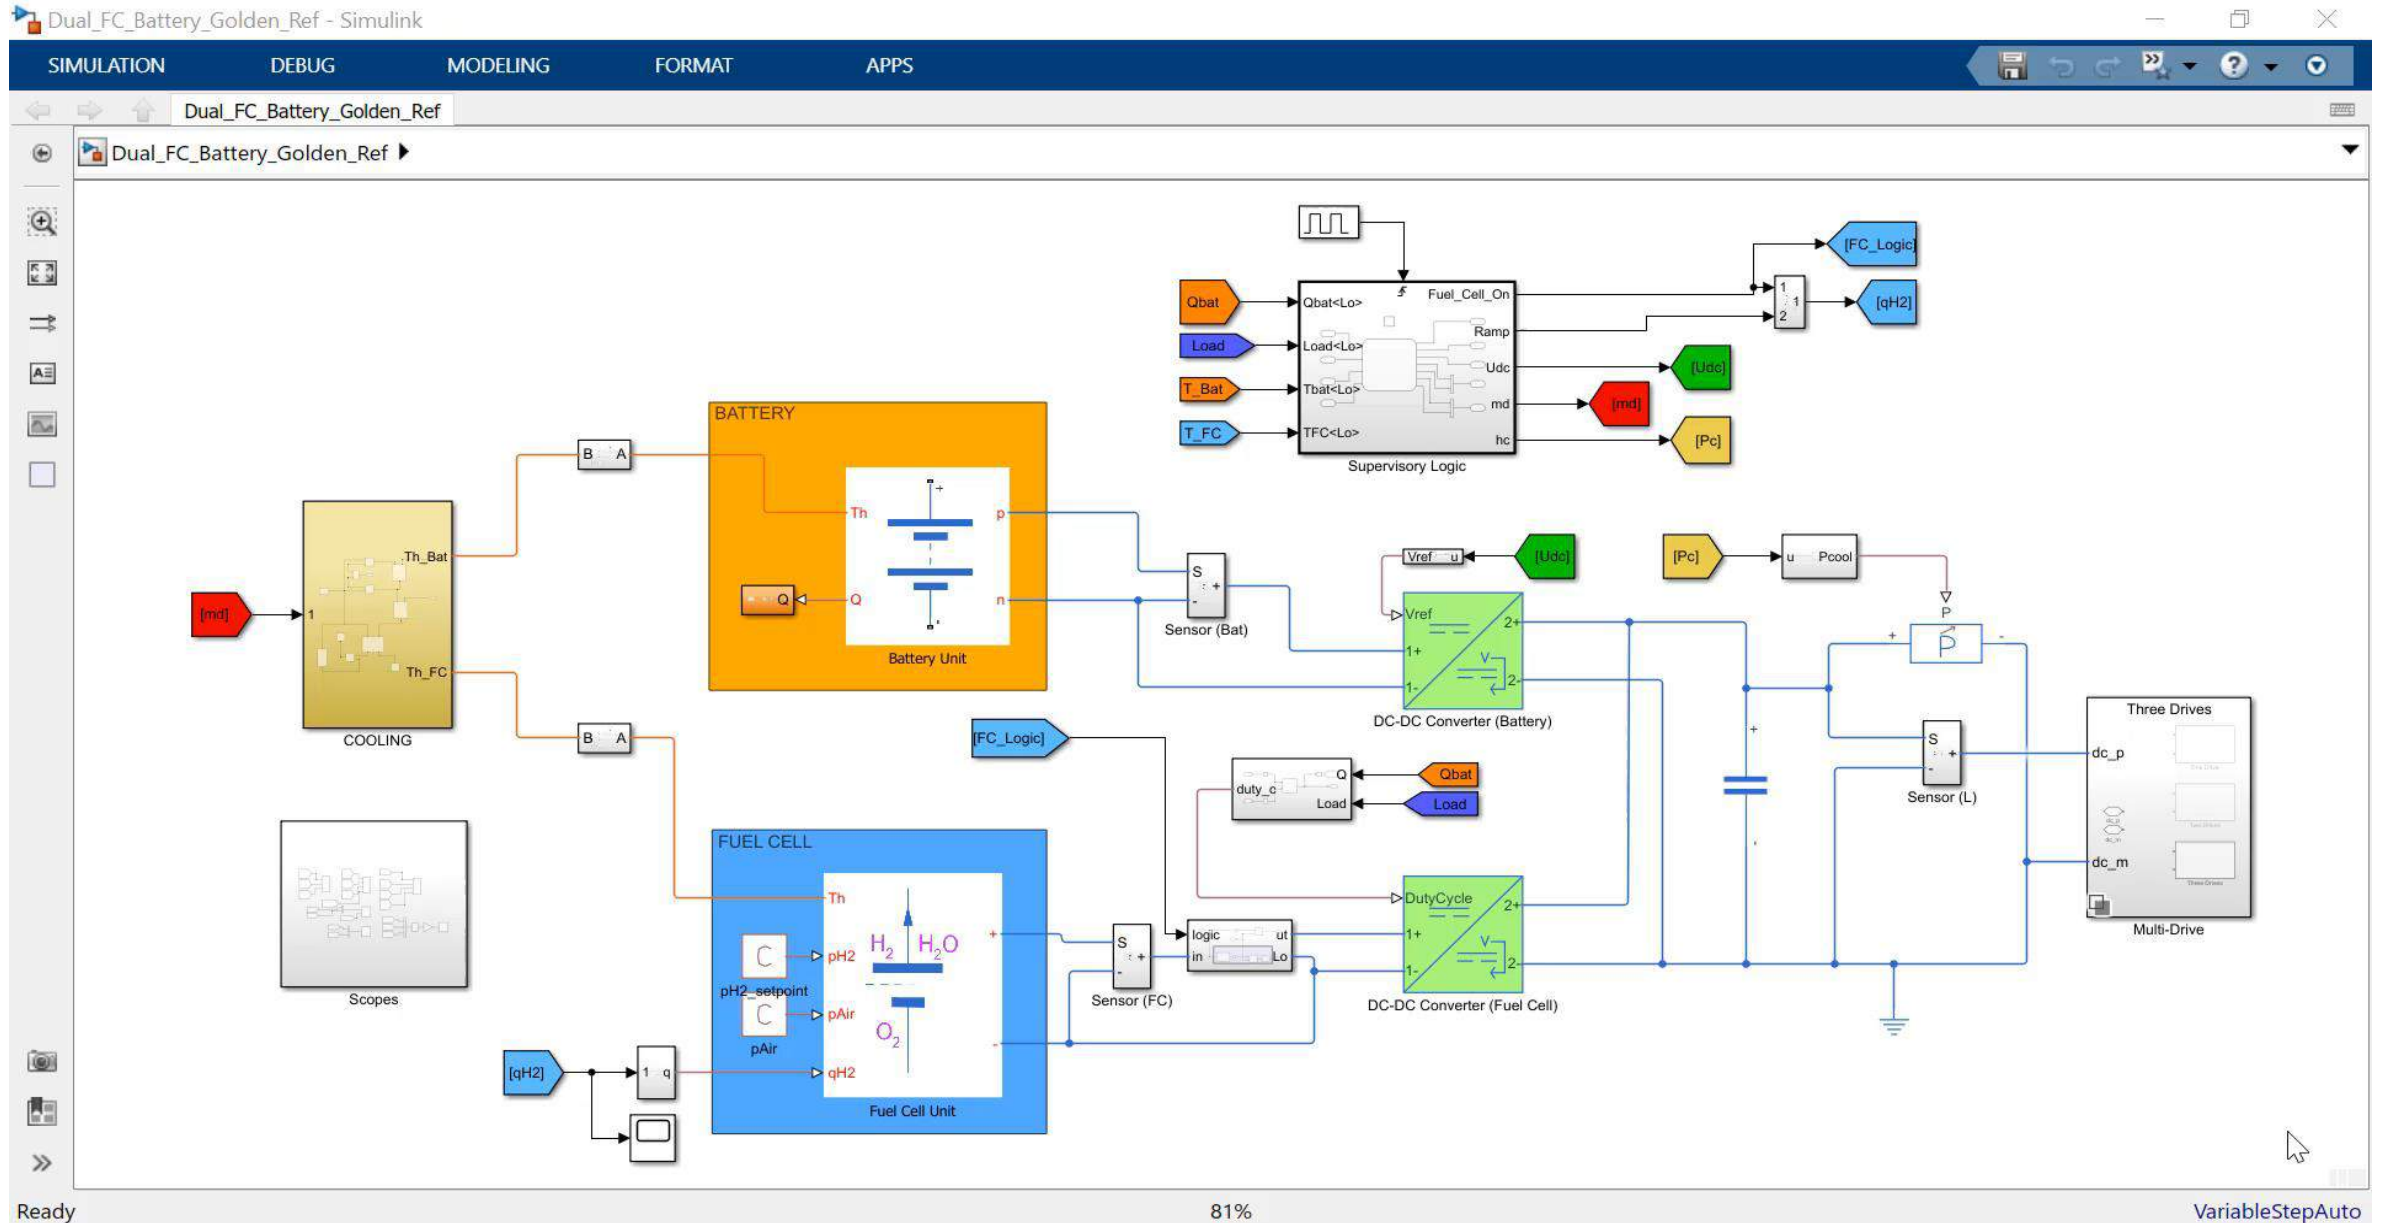 Dual_FC_Battery_Golden_Ref - Simulink
SIMULATION DEBUG MODELING FORMAT APPS
Dual_FC_Battery_Golden_Ref
Dual_FC_Battery_Golden_Ref
[FC_Logic]
Qbat
Qbat<Lo>
Fuel_Cell_On
1
1
2
[qH2]
Load
Load<Lo>
Ramp
Udc
[Udc]
T_Bat
Tbat<Lo>
md
[md]
T_FC
TFC<Lo>
hc
[Pc]
Supervisory Logic
BATTERY
B A
Th
p
+
Q
Q
n
Battery Unit
Th_Bat
[md]
1
Th_FC
COOLING
S
+
-
Sensor (Bat)
Vref u
[Udc]
[Pc]
u Pcool
P
Vref
2+
1+
V
2-
1-
DC-DC Converter (Battery)
+
P
-
Three Drives
dc_p
dc_m
Multi-Drive
S
+
-
Sensor (L)
+
B A
[FC_Logic]
duty_c
Q
Load
Qbat
Load
FUEL CELL
Th
C
pH2
pH2_setpoint
C
pAir
pAir
H2 H2O
O2
+
-
qH2
Fuel Cell Unit
S
+
-
Sensor (FC)
logic ut
in Lo
DutyCycle
2+
1+
V
2-
1-
DC-DC Converter (Fuel Cell)
Scopes
[qH2]
1 q
Ready 81% VariableStepAuto